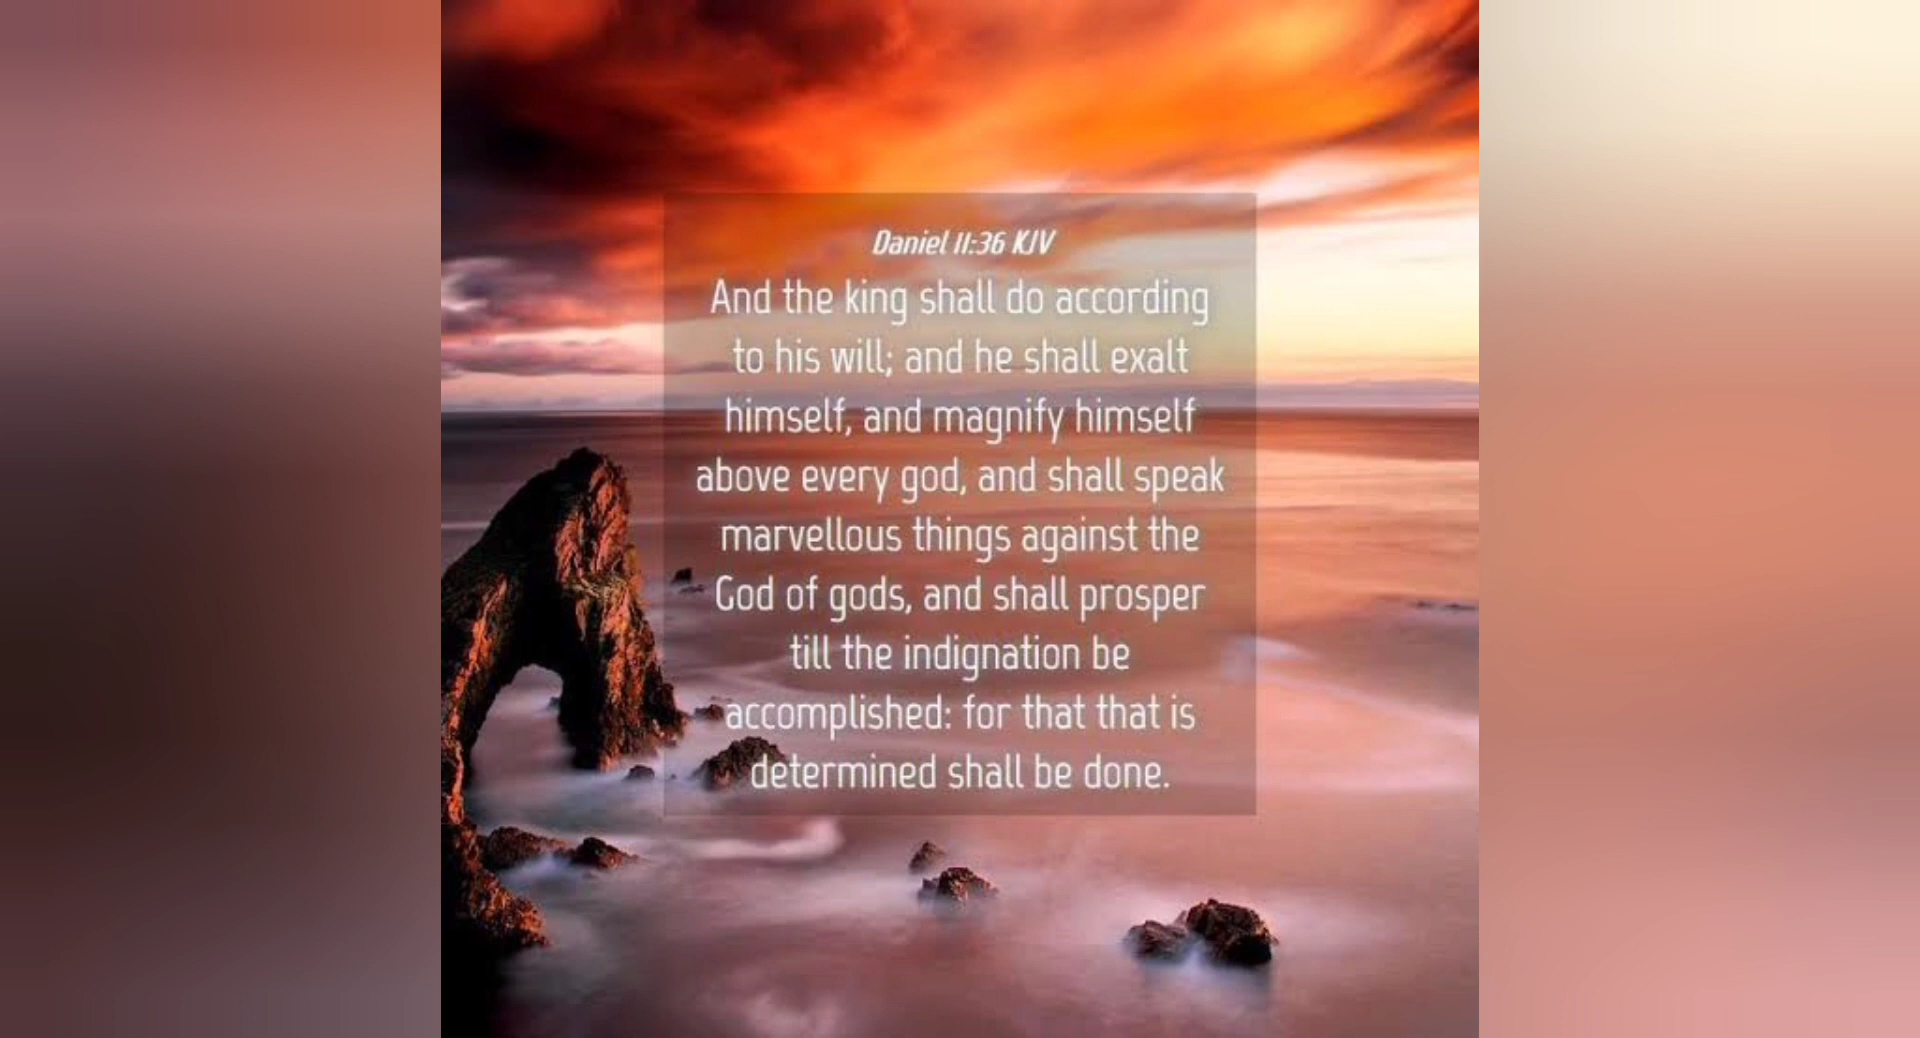 Daniel 11:36 KJV
And the king shall do according
to his will; and he shall exalt
himself, and magnify himself
above every god, and shall speak
marvellous things against the
God of gods, and shall prosper
till the indignation be
accomplished: for that that is
determined shall be done.